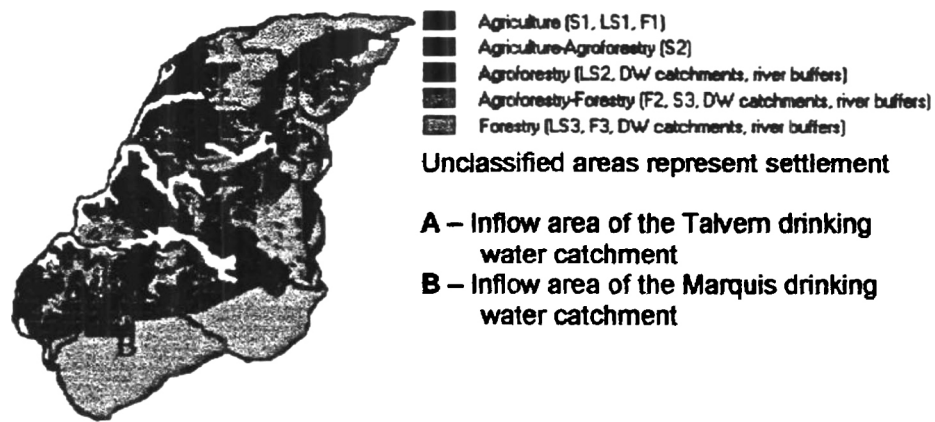 Agriculture (S1, LS1, F1)
Agriculture-Agroforestry (S2)
Agroforestry (LS2, DW catchments, river buffers)
Agroforestry-Forestry (F2, S3, DW catchments, river buffers)
Forestry (LS3, F3, DW catchments, river buffers)
Unclassified areas represent settlement
A – Inflow area of the Talvern drinking
water catchment
B – Inflow area of the Marquis drinking
water catchment
A
B